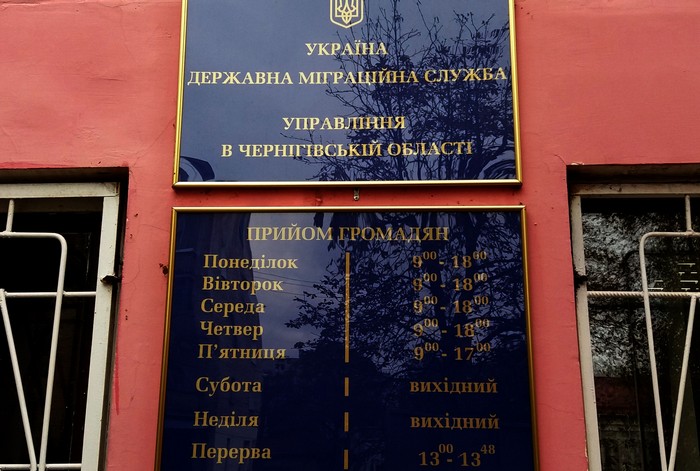 УКРАЇНА
ДЕРЖАВНА МІГРАЦІЙНА СЛУЖБА
УПРАВЛІННЯ
В ЧЕРНІГІВСЬКІЙ ОБЛАСТІ
ПРИЙОМ ГРОМАДЯН
Понеділок 9⁰⁰ - 18⁰⁰
Вівторок 9⁰⁰ - 18⁰⁰
Середа 9⁰⁰ - 18⁰⁰
Четвер 9⁰⁰ - 18⁰⁰
П'ятниця 9⁰⁰ - 17⁰⁰
Субота вихідний
Неділя вихідний
Перерва 13⁰⁰ - 13⁴⁸